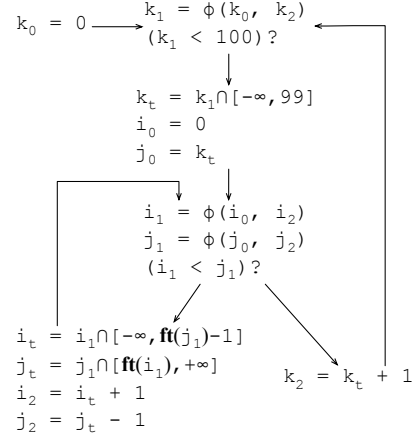 k₀ = 0
k₁ = ϕ(k₀, k₂)
(k₁ < 100)?
kₜ = k₁∩[-∞,99]
i₀ = 0
j₀ = kₜ
i₁ = ϕ(i₀, i₂)
j₁ = ϕ(j₀, j₂)
(i₁ < j₁)?
iₜ = i₁∩[-∞,ft(j₁)-1]
jₜ = j₁∩[ft(i₁),+∞]
i₂ = iₜ + 1
j₂ = jₜ - 1
k₂ = kₜ + 1